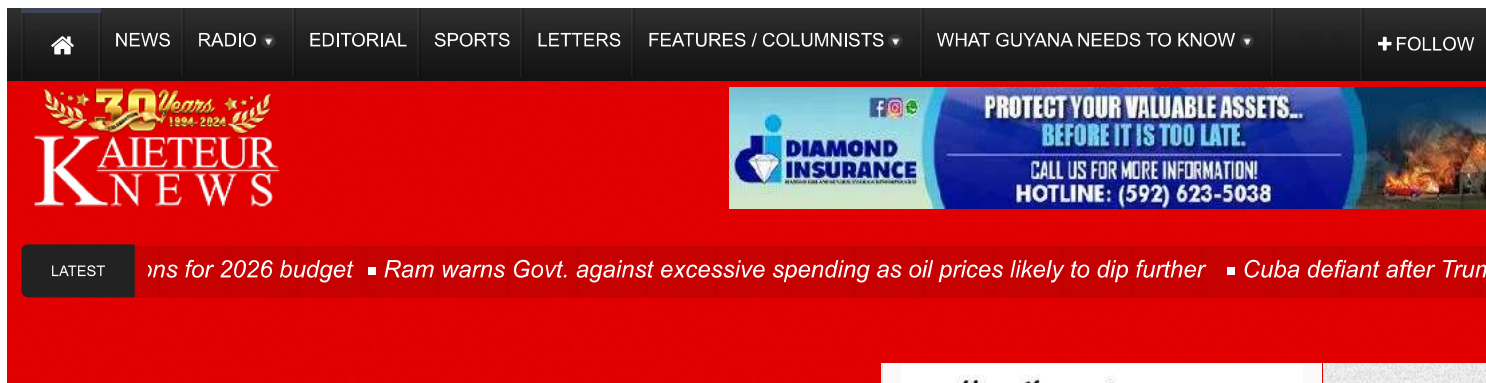 NEWS RADIO EDITORIAL SPORTS LETTERS FEATURES / COLUMNISTS WHAT GUYANA NEEDS TO KNOW +FOLLOW
30 Years
1994-2024
KAIETEUR
NEWS
DIAMOND
INSURANCE
PROTECT YOUR VALUABLE ASSETS...
BEFORE IT IS TOO LATE.
CALL US FOR MORE INFORMATION!
HOTLINE: (592) 623-5038
LATEST ons for 2026 budget ▪ Ram warns Govt. against excessive spending as oil prices likely to dip further ▪ Cuba defiant after Trum